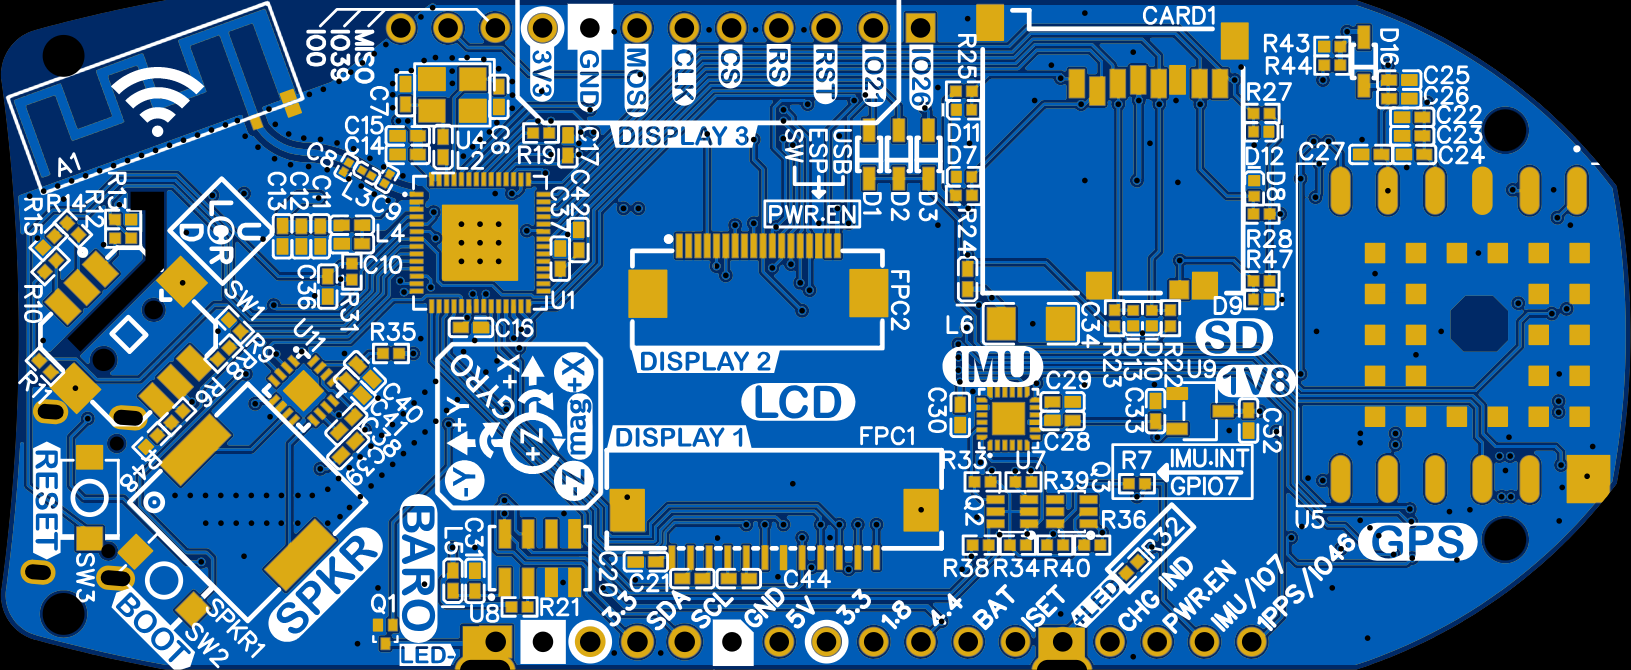 IO0
IO39
MISO
3V3
GND
MOSI
CLK
CS
RS
RST
IO21
IO26
CARD1
R25
R43
R44
D16
C25
C26
C22
C23
C24
C27
R27
D12
D8
R28
R47
D9
D11
D7
R24
DISPLAY 3
SW
ESP
USB
PWR.EN
D1
D2
D3
A1
C7
C15
C14
U4
L2
C6
R19
C17
C8
L3
C9
C37
C42
R15
R14
R12
R13
R10
R11
LCR
U
D
C13
C12
C11
L4
C10
C36
R31
U1
C16
SW1
R9
R8
R6
U11
R35
C40
C41
C38
C39
R48
GYRO
X+
Y+
Z+
X+
mag
-Y
Z-
FPC2
DISPLAY 2
LCD
DISPLAY 1
FPC1
L6
C34
R23
D13
D10
R22
U9
SD
1V8
IMU
C30
C29
C28
C33
C32
R33
U7
R39
Q3
R7
IMU.INT
GPIO7
Q2
R36
R38
R34
R40
R32
U5
GPS
RESET
SW3
BOOT
SW2
SPKR1
SPKR
BARO
L5
C31
U8
R21
Q1
C20
C21
C44
LED-
3.3
SDA
SCL
GND
5V
3.3
1.8
4.4
BAT
ISET
+LED
CHG
IND
PWR.EN
IMU/IO7
1PPS/IO46